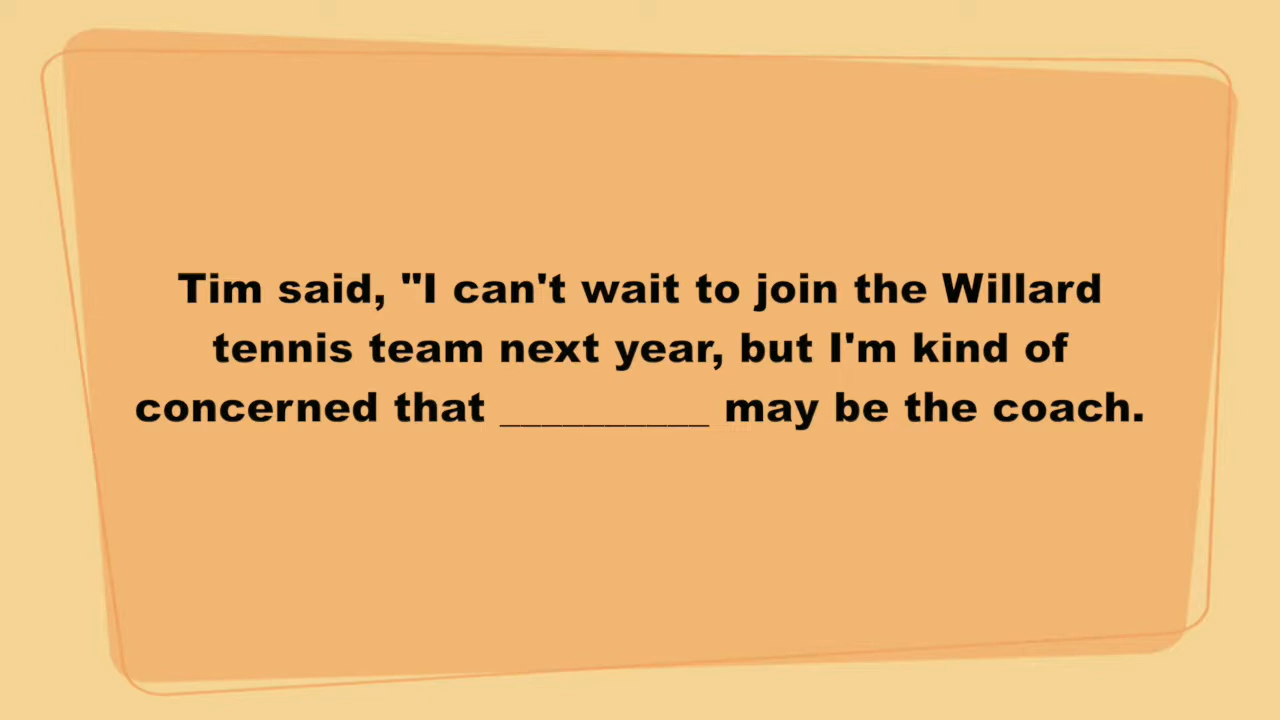 Tim said, "I can't wait to join the Willard
tennis team next year, but I'm kind of
concerned that __________ may be the coach.